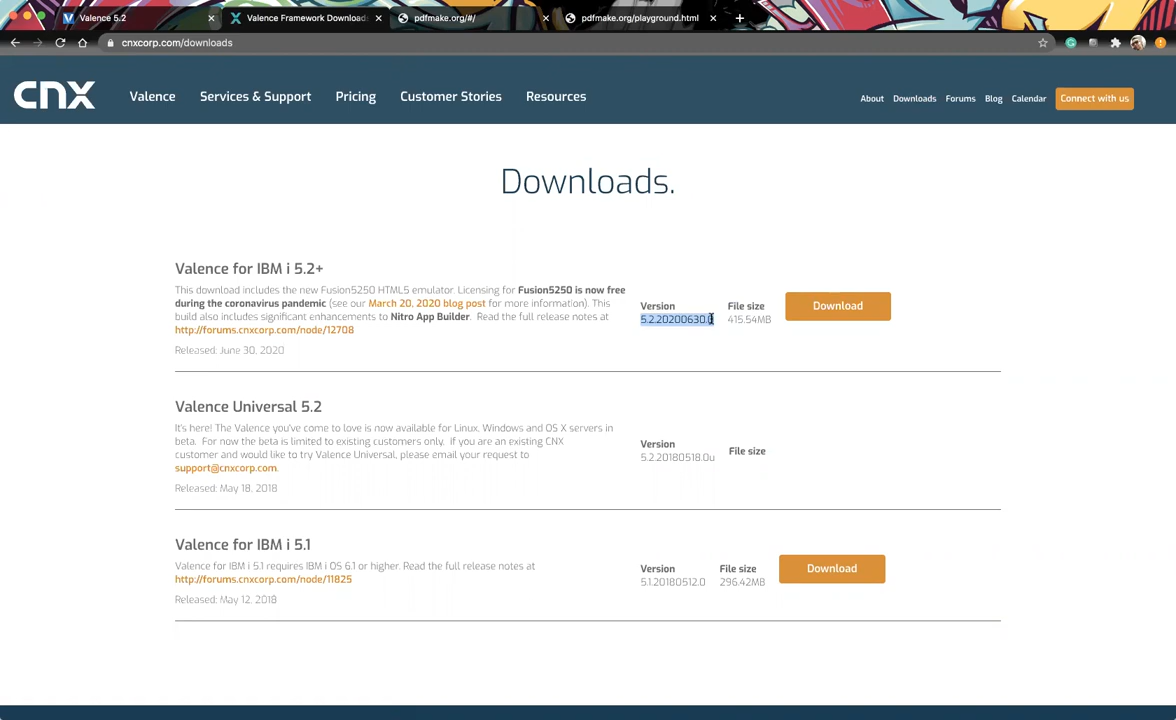 Valence 5.2
Valence Framework Download
pdfmake.org/#/
pdfmake.org/playground.html
cnxcorp.com/downloads
cnx
Valence
Services & Support
Pricing
Customer Stories
Resources
About
Downloads
Forums
Blog
Calendar
Connect with us
Downloads.
Valence for IBM i 5.2+
This download includes the new Fusion5250 HTML5 emulator. Licensing for Fusion5250 is now free
during the coronavirus pandemic (see our March 20, 2020 blog post for more information). This
build also includes significant enhancements to Nitro App Builder. Read the full release notes at
http://forums.cnxcorp.com/node/12708
Released: June 30, 2020
Version
5.2.20200630.0
File size
415.54MB
Download
Valence Universal 5.2
It's here! The Valence you've come to love is now available for Linux, Windows and OS X servers in
beta. For now the beta is limited to existing customers only. If you are an existing CNX
customer and would like to try Valence Universal, please email your request to
support@cnxcorp.com.
Released: May 18, 2018
Version
5.2.20180518.0u
File size
Valence for IBM i 5.1
Valence for IBM i 5.1 requires IBM i OS 6.1 or higher. Read the full release notes at
http://forums.cnxcorp.com/node/11825
Released: May 12, 2018
Version
5.1.20180512.0
File size
296.42MB
Download